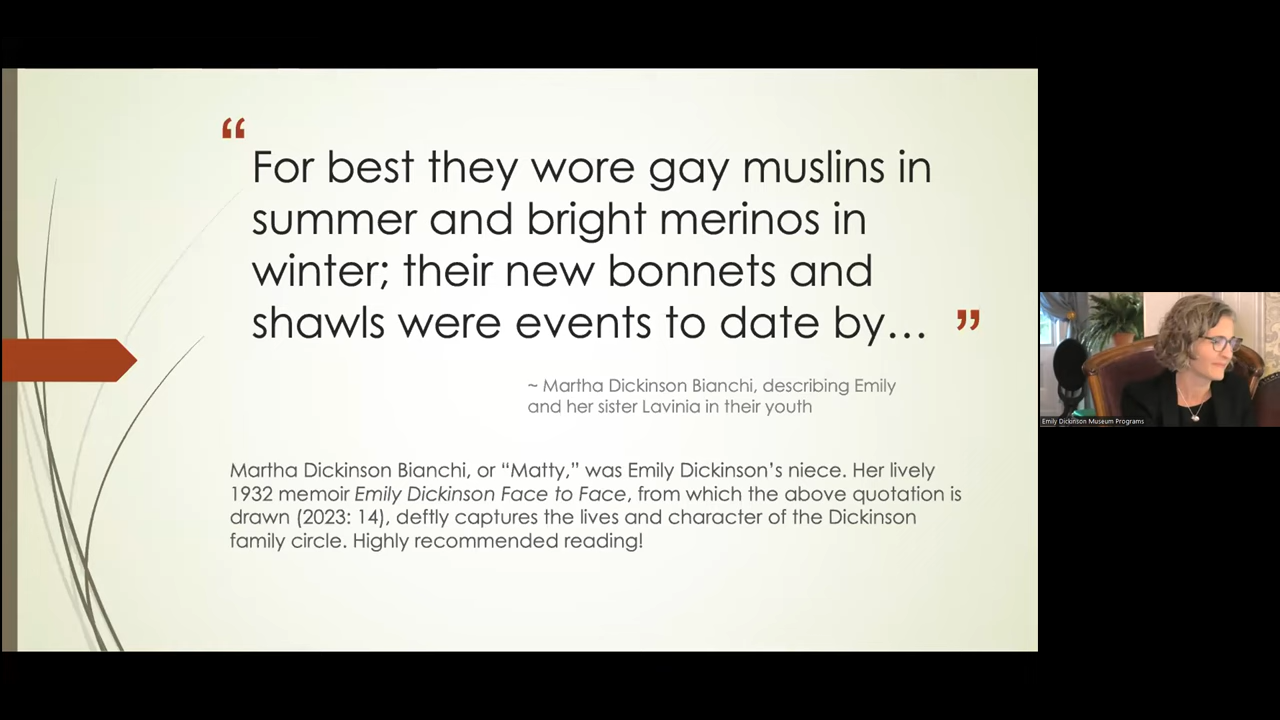 “
For best they wore gay muslins in
summer and bright merinos in
winter; their new bonnets and
shawls were events to date by… ”
~ Martha Dickinson Bianchi, describing Emily
and her sister Lavinia in their youth
Martha Dickinson Bianchi, or “Matty,” was Emily Dickinson’s niece. Her lively
1932 memoir Emily Dickinson Face to Face, from which the above quotation is
drawn (2023: 14), deftly captures the lives and character of the Dickinson
family circle. Highly recommended reading!
Emily Dickinson Museum Programs